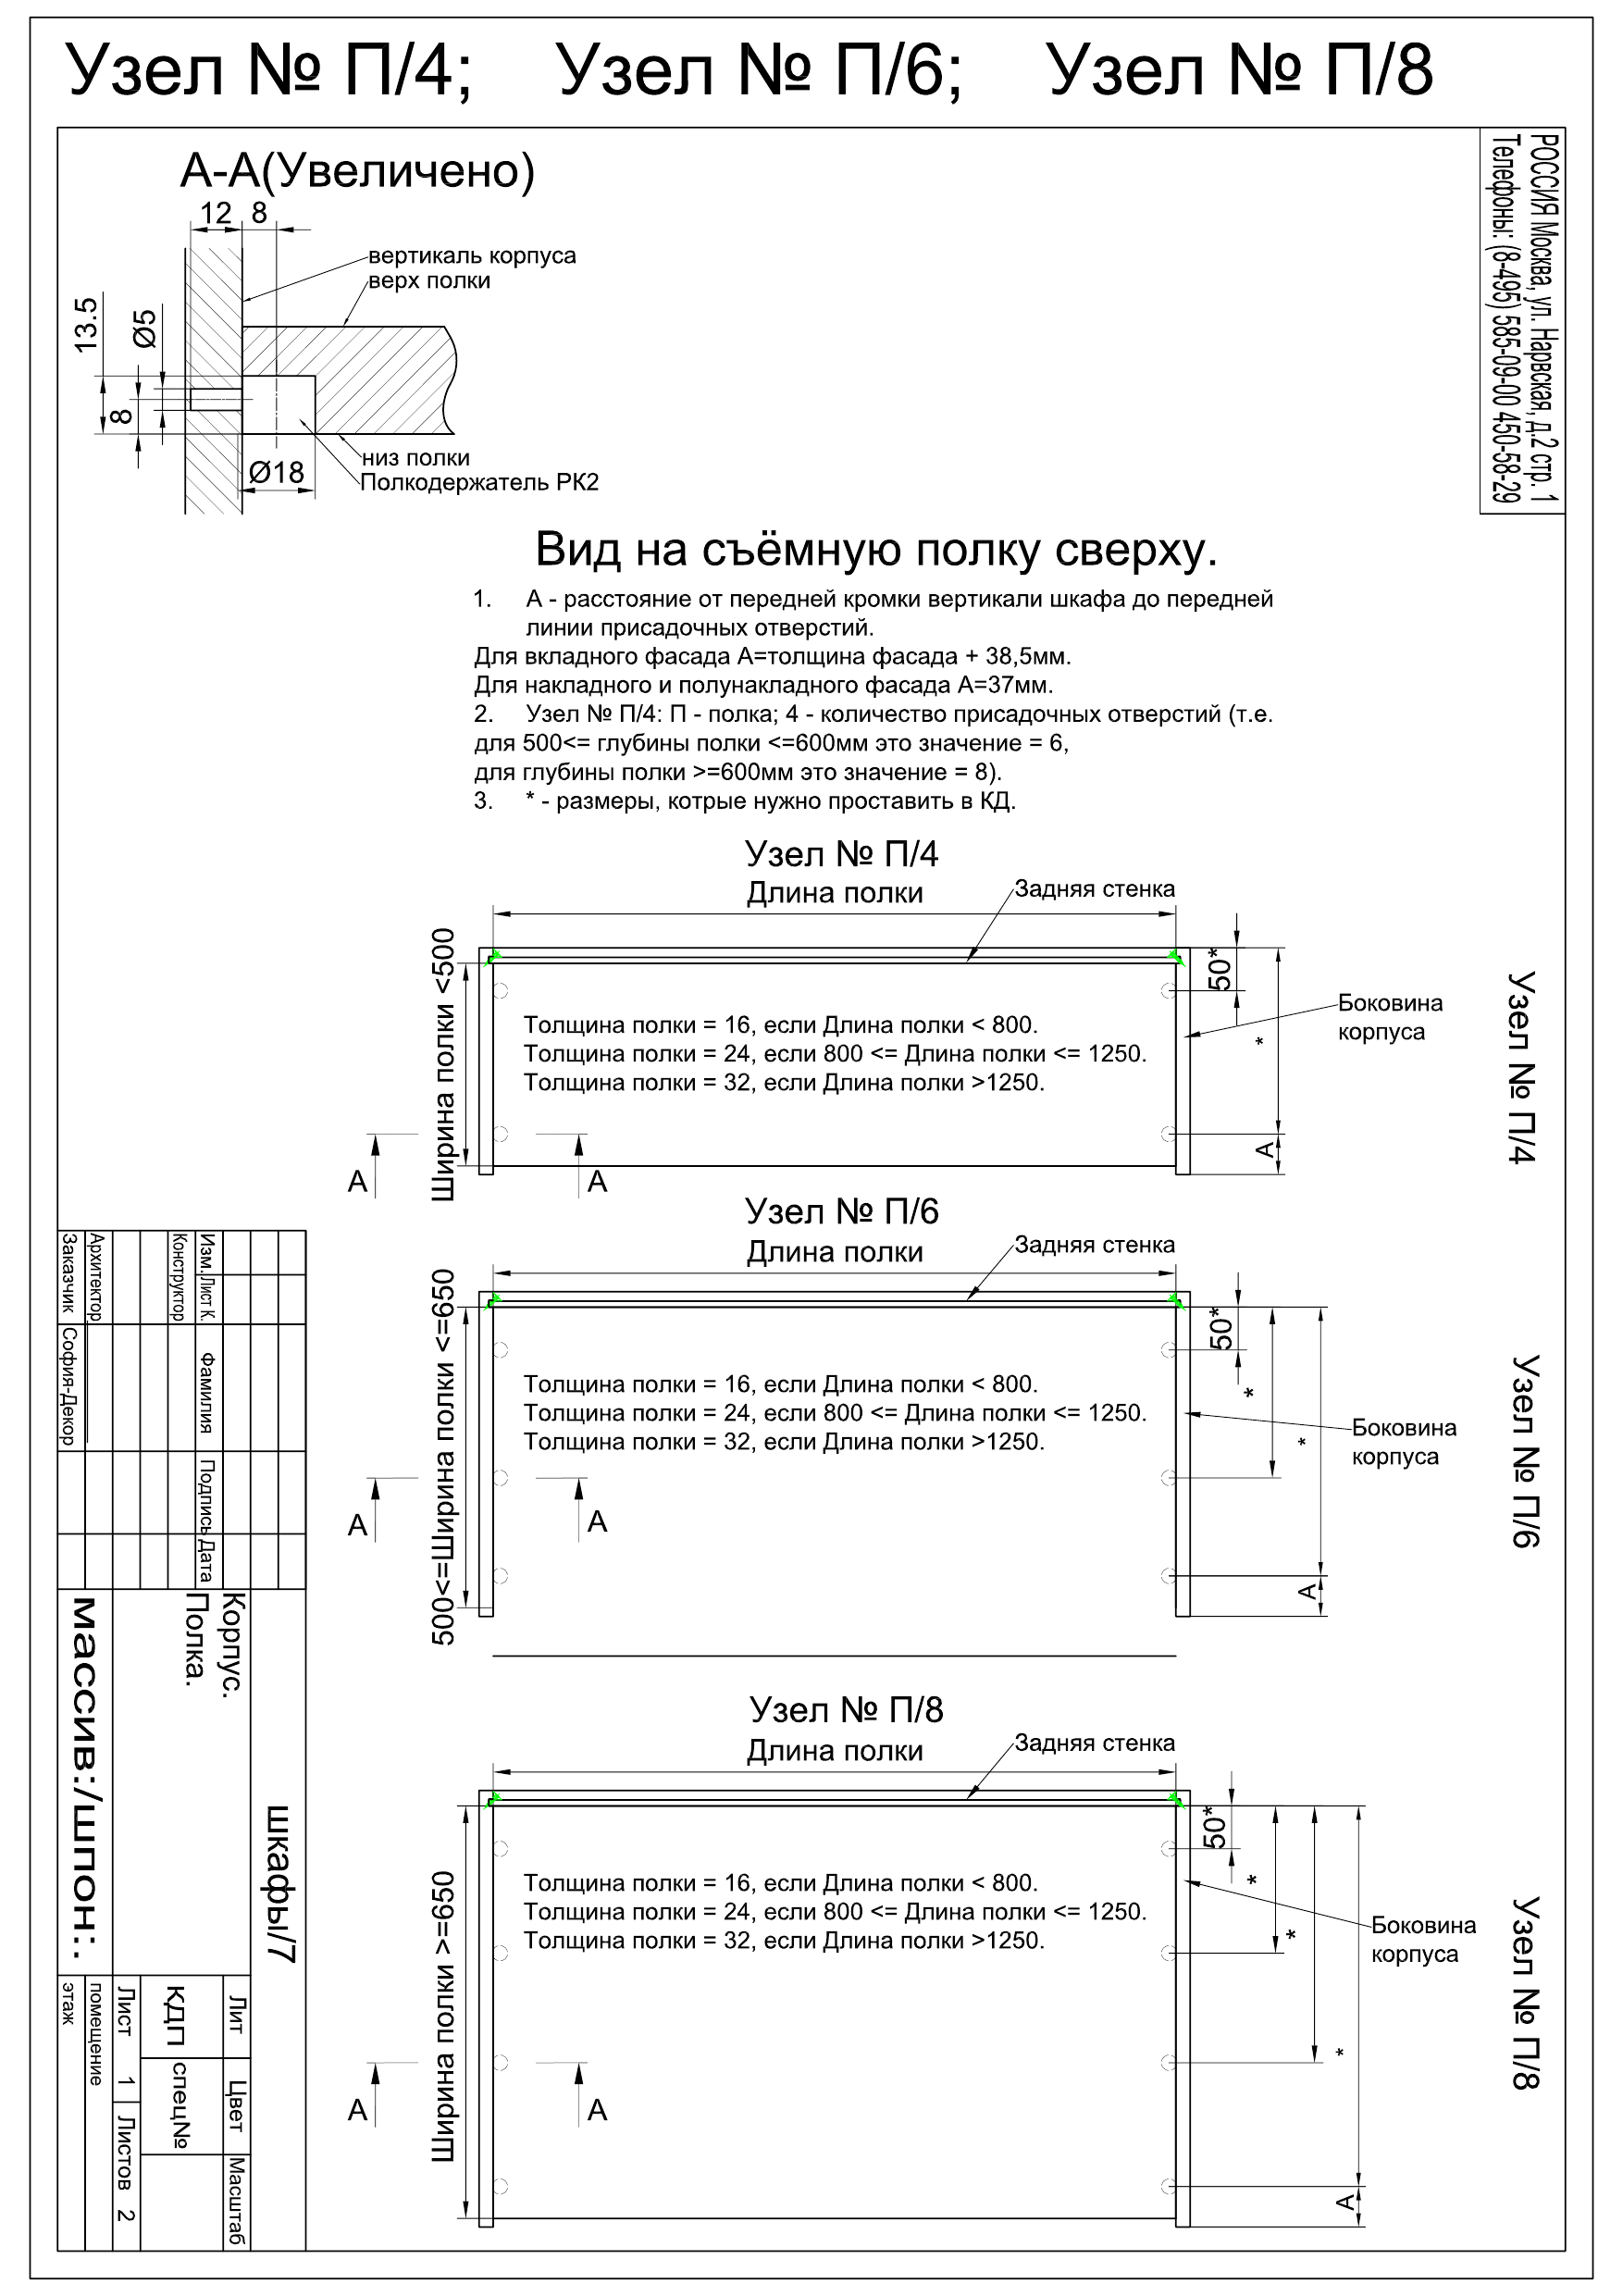 Узел № П/4; Узел № П/6; Узел № П/8
РОССИЯ Москва, ул. Нарвская, д.2 стр. 1
Телефоны: (8-495) 585-09-00 450-58-29
А-А(Увеличено)
12 8
вертикаль корпуса
верх полки
13.5
Ø5
8
Ø18
низ полки
Полкодержатель РК2
Вид на съёмную полку сверху.
1. А - расстояние от передней кромки вертикали шкафа до передней
линии присадочных отверстий.
Для вкладного фасада А=толщина фасада + 38,5мм.
Для накладного и полунакладного фасада А=37мм.
2. Узел № П/4: П - полка; 4 - количество присадочных отверстий (т.е.
для 500<= глубины полки <=600мм это значение = 6,
для глубины полки >=600мм это значение = 8).
3. * - размеры, котрые нужно проставить в КД.
Узел № П/4
Длина полки
Задняя стенка
Ширина полки <500
50*
*
А
Толщина полки = 16, если Длина полки < 800.
Толщина полки = 24, если 800 <= Длина полки <= 1250.
Толщина полки = 32, если Длина полки >1250.
Боковина
корпуса
А А
Узел № П/4
Узел № П/6
Длина полки
Задняя стенка
500<=Ширина полки <=650
50*
*
*
А
Толщина полки = 16, если Длина полки < 800.
Толщина полки = 24, если 800 <= Длина полки <= 1250.
Толщина полки = 32, если Длина полки >1250.
Боковина
корпуса
А А
Узел № П/6
Узел № П/8
Длина полки
Задняя стенка
Ширина полки >=650
50*
*
*
*
А
Толщина полки = 16, если Длина полки < 800.
Толщина полки = 24, если 800 <= Длина полки <= 1250.
Толщина полки = 32, если Длина полки >1250.
Боковина
корпуса
А А
Узел № П/8
шкафы/7
Изм. Лист К. Фамилия Подпись Дата
Конструктор
Архитектор
Заказчик София-Декор
Корпус.
Полка.
массив:/шпон:.
Лит Цвет Масштаб
КДП спец№
Лист 1 Листов 2
помещение
этаж